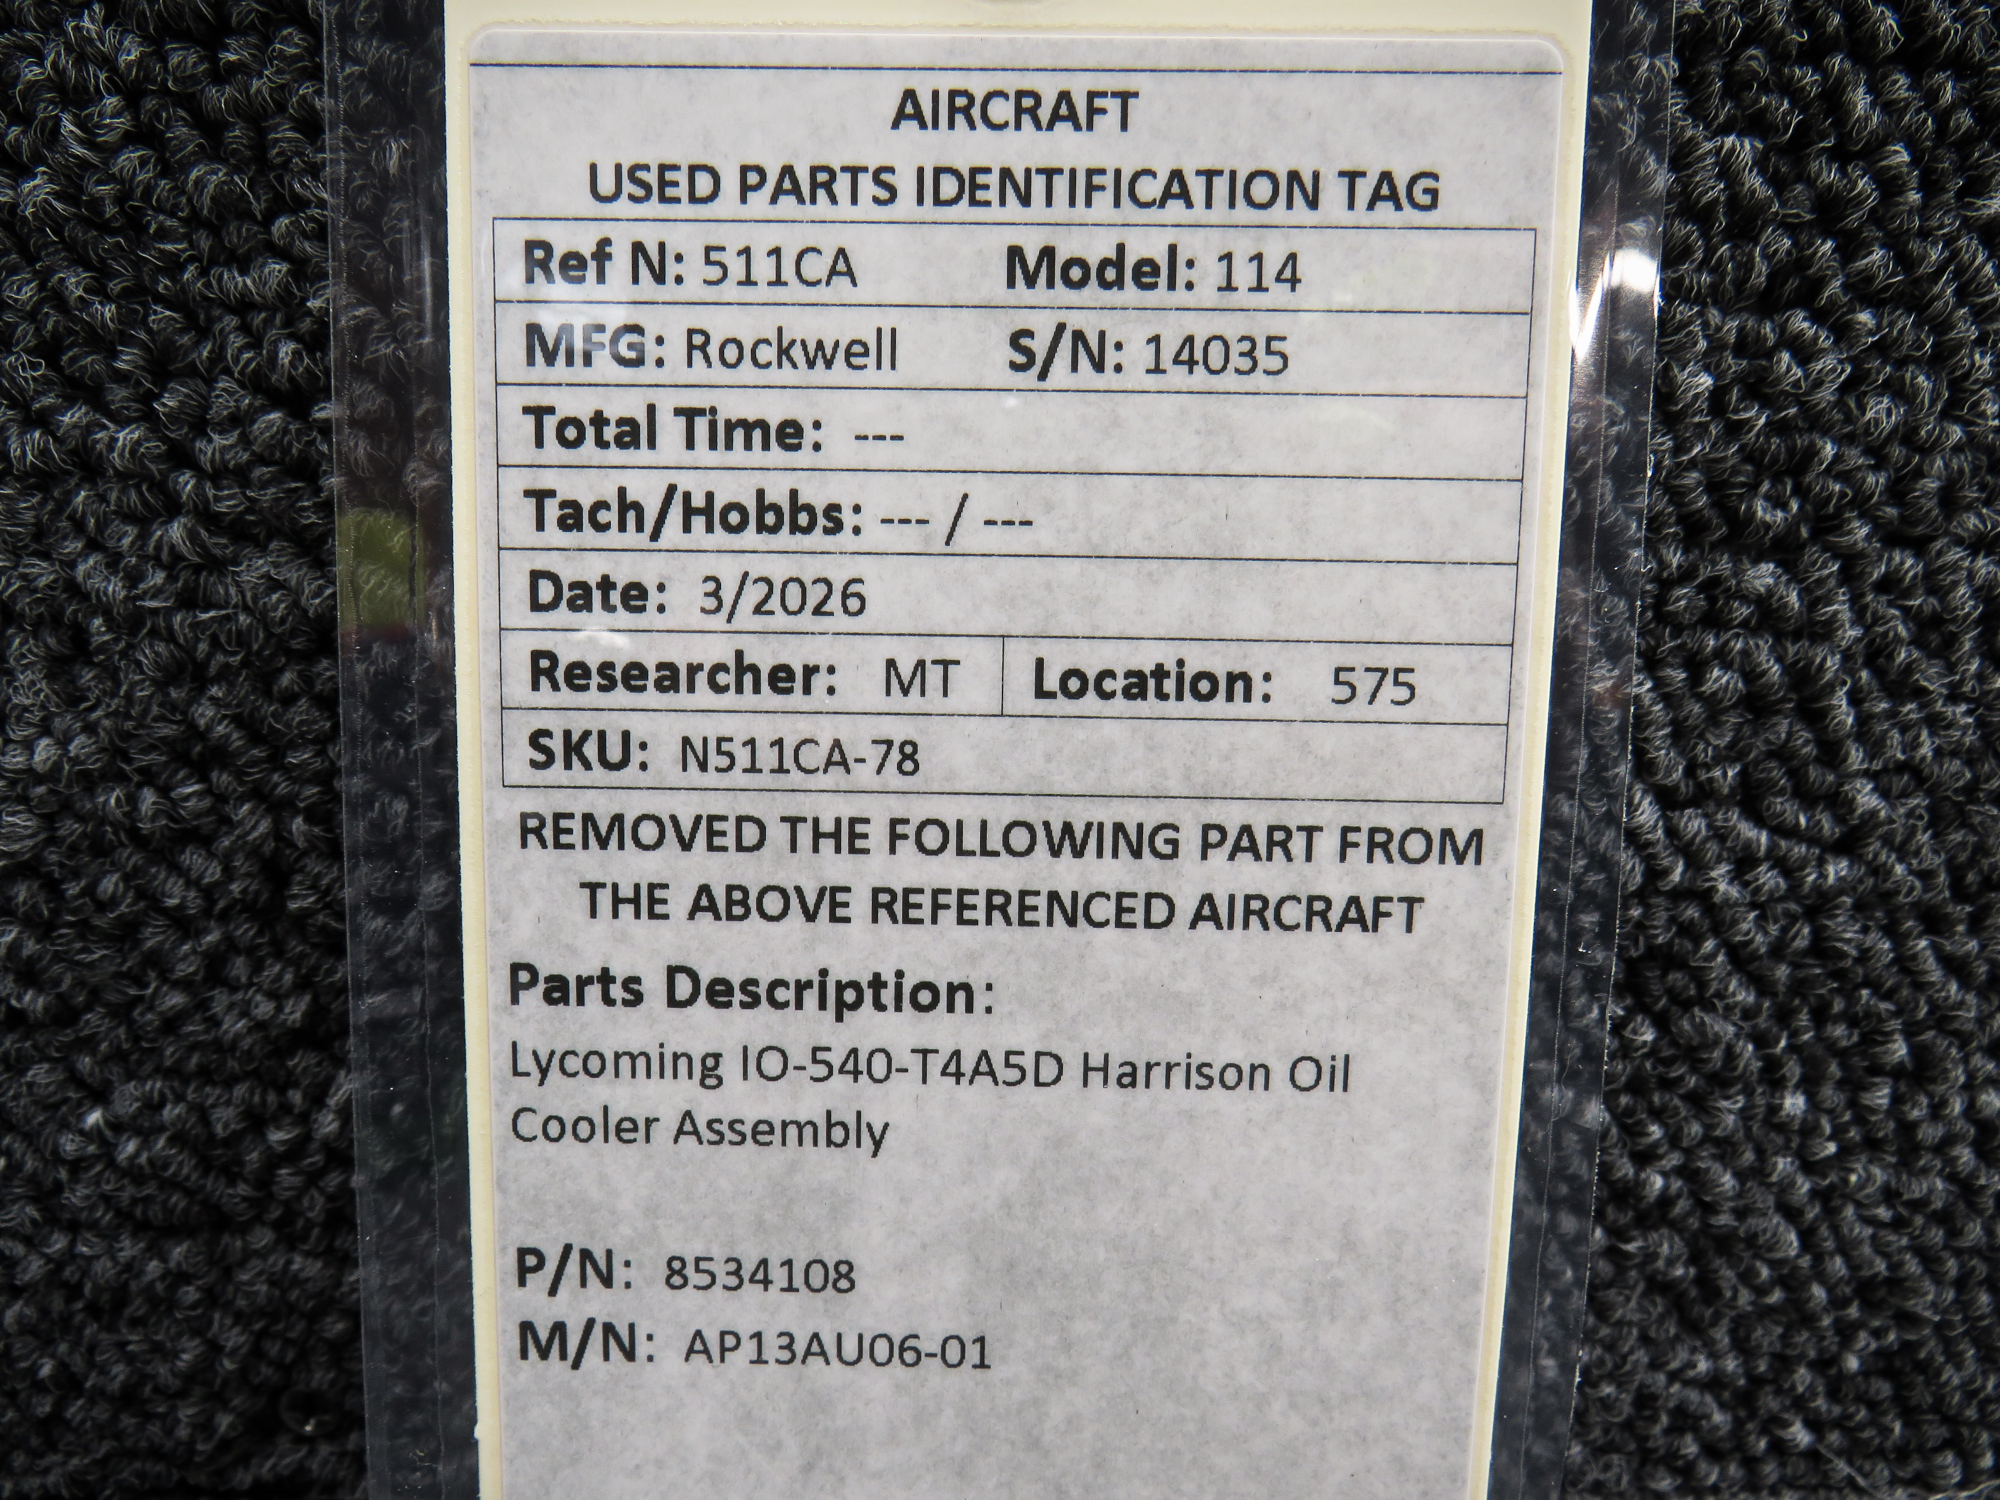 AIRCRAFT
USED PARTS IDENTIFICATION TAG
Ref N: 511CA Model: 114
MFG: Rockwell S/N: 14035
Total Time: ---
Tach/Hobbs: --- / ---
Date: 3/2026
Researcher: MT Location: 575
SKU: N511CA-78
REMOVED THE FOLLOWING PART FROM
THE ABOVE REFERENCED AIRCRAFT
Parts Description:
Lycoming IO-540-T4A5D Harrison Oil
Cooler Assembly
P/N: 8534108
M/N: AP13AU06-01